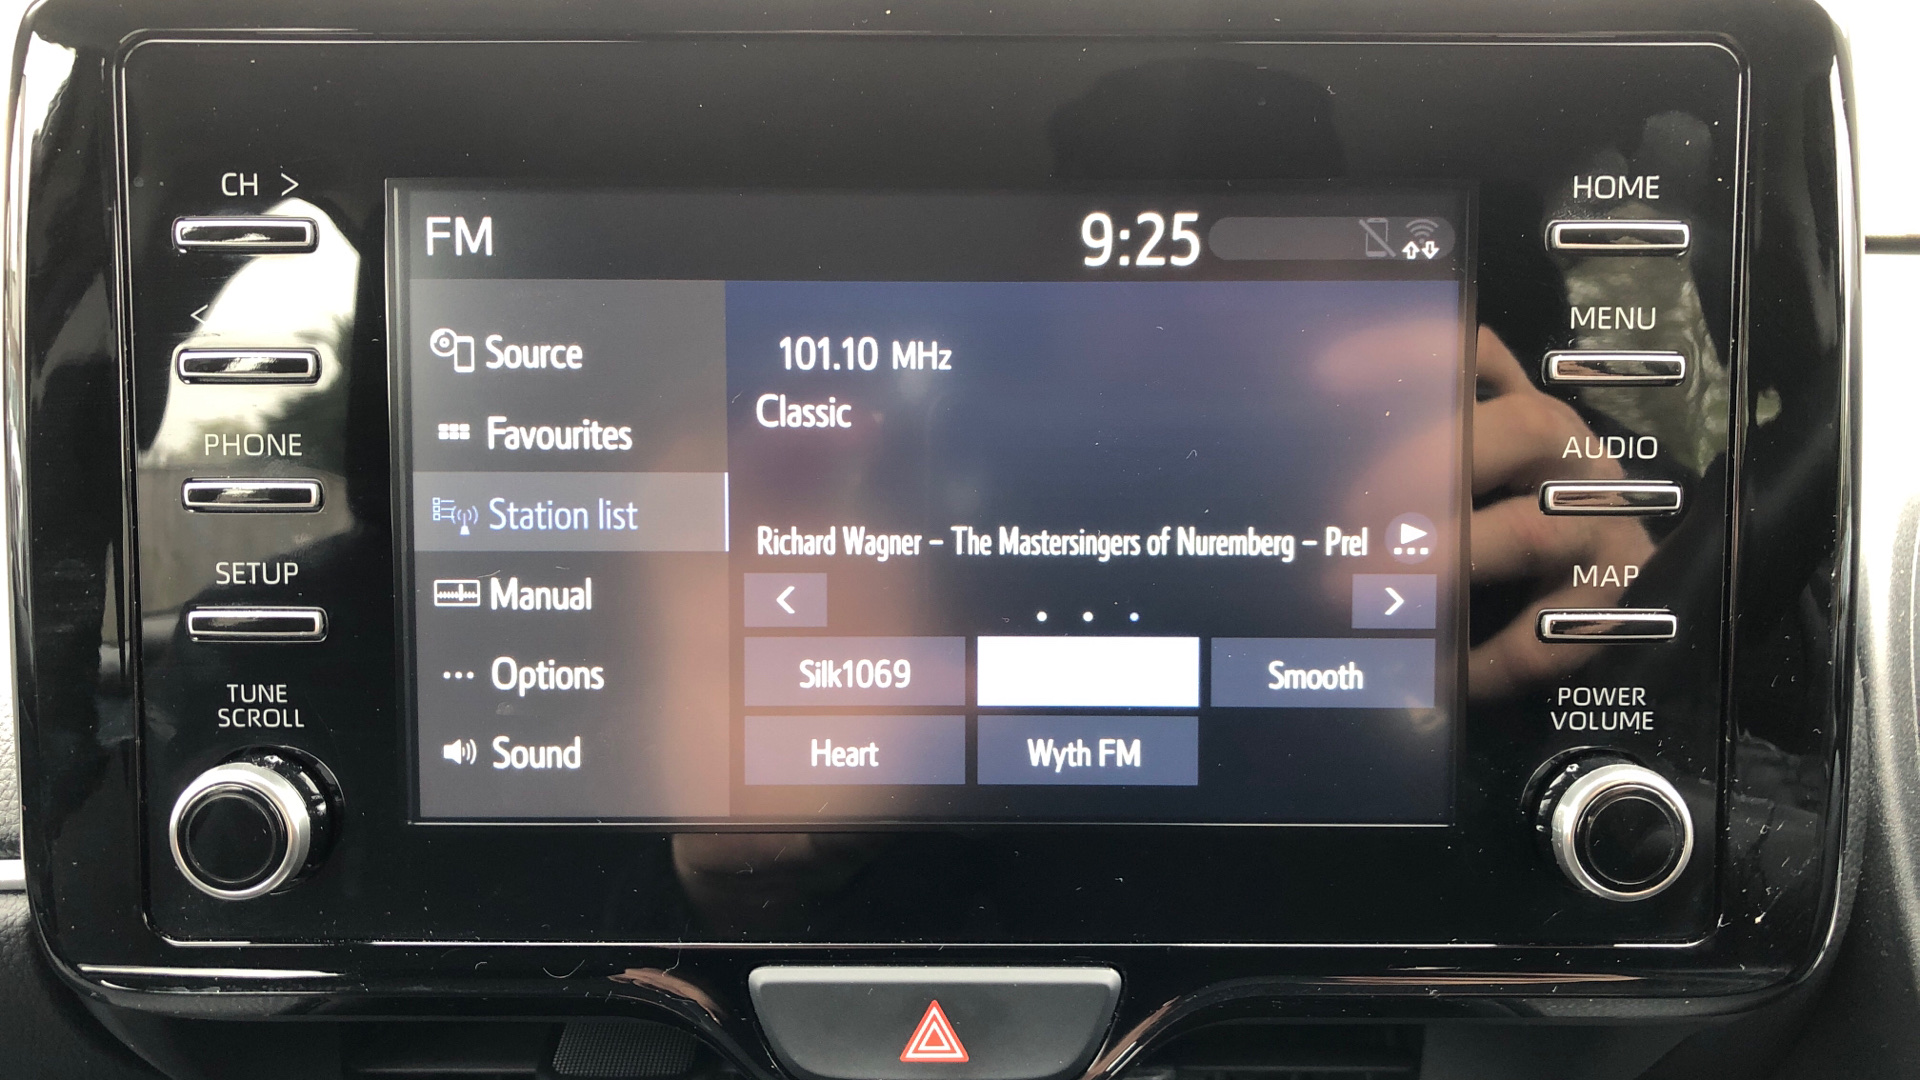 CH >
<
PHONE
SETUP
TUNE
SCROLL
FM
9:25
Source
Favourites
Station list
Manual
Options
Sound
101.10 MHz
Classic
Richard Wagner – The Mastersingers of Nuremberg – Prel
<
>
Silk1069
Smooth
Heart
Wyth FM
HOME
MENU
AUDIO
MAP
POWER
VOLUME